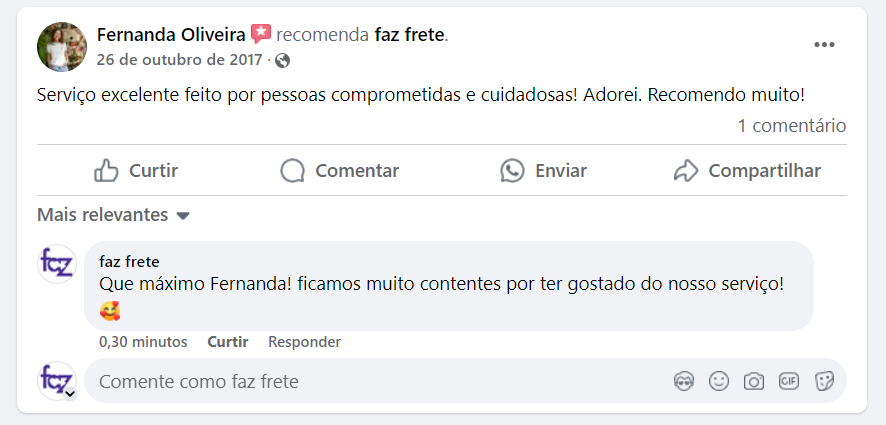 Fernanda Oliveira recomenda faz frete.
26 de outubro de 2017 ·
Serviço excelente feito por pessoas comprometidas e cuidadosas! Adorei. Recomendo muito!
1 comentário
Curtir Comentar Enviar Compartilhar
Mais relevantes
faz frete
Que máximo Fernanda! ficamos muito contentes por ter gostado do nosso serviço!
🥰
0,30 minutos Curtir Responder
Comente como faz frete GIF